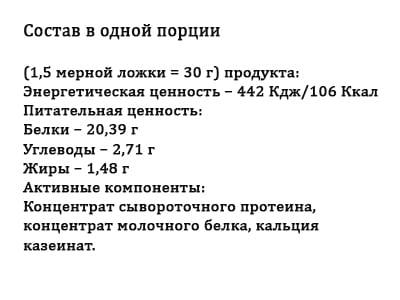 Состав в одной порции
(1,5 мерной ложки = 30 г) продукта:
Энергетическая ценность – 442 Кдж/106 Ккал
Питательная ценность:
Белки – 20,39 г
Углеводы – 2,71 г
Жиры – 1,48 г
Активные компоненты:
Концентрат сывороточного протеина,
концентрат молочного белка, кальция
казеинат.